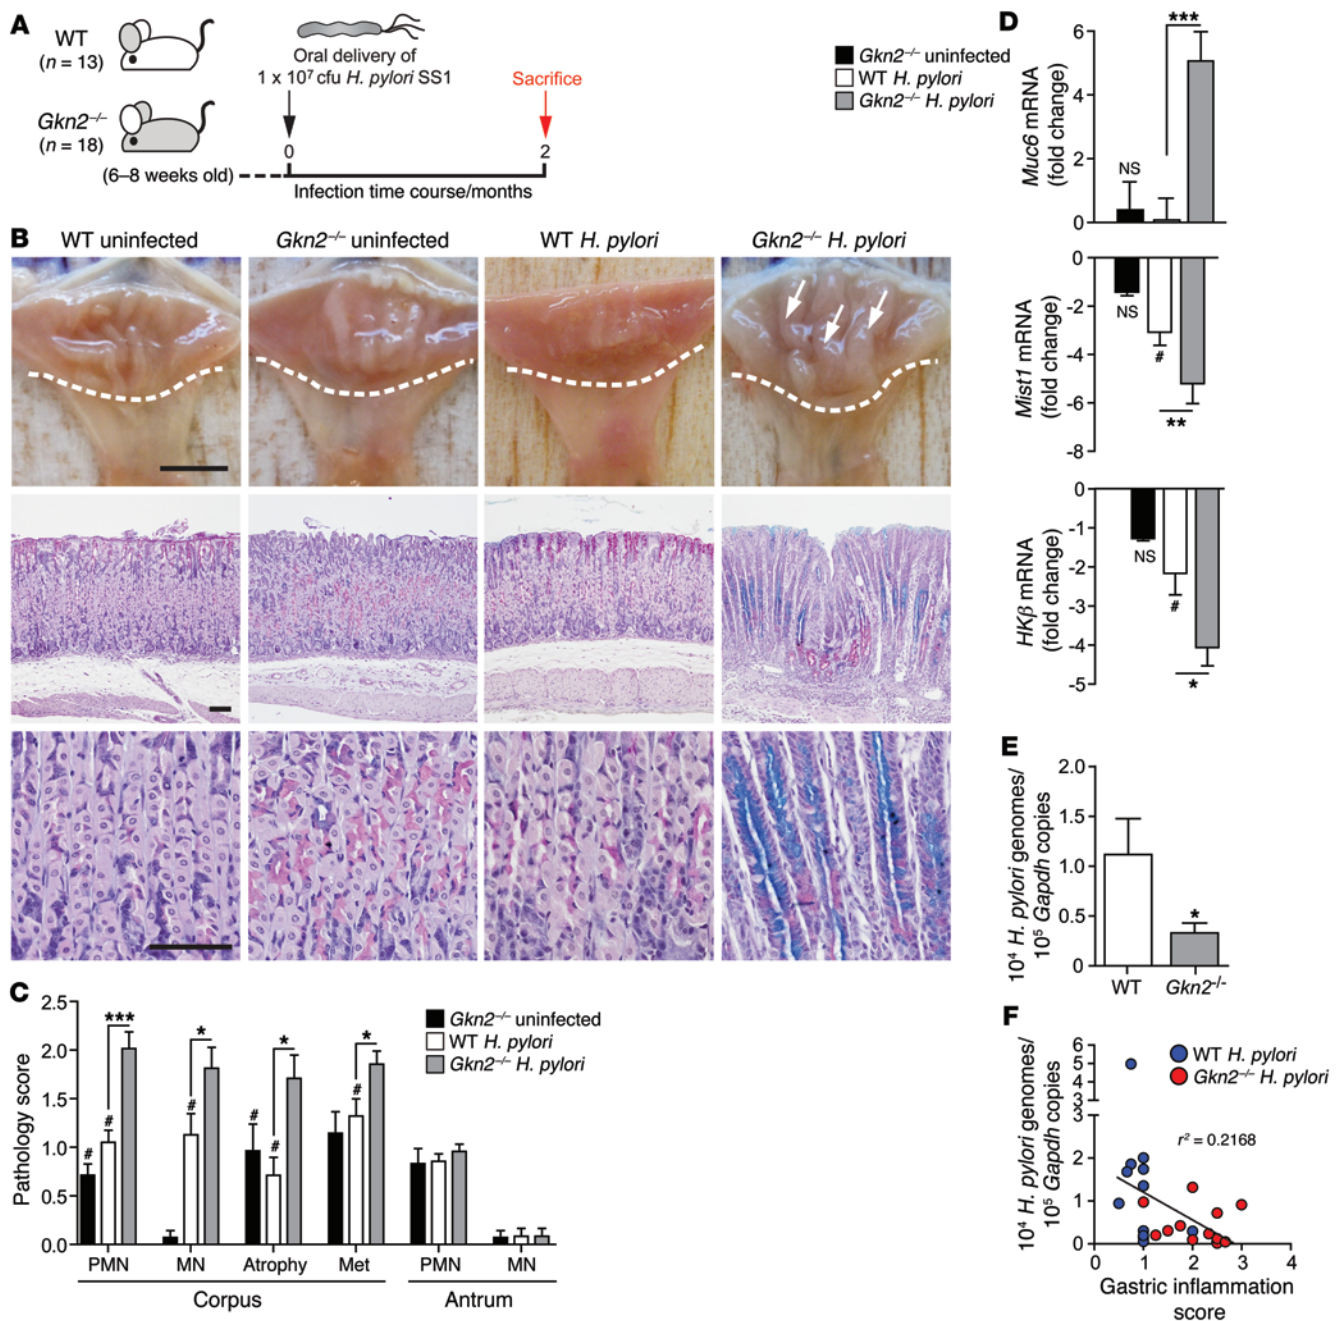 A
WT
(n = 13)
Gkn2⁻/⁻
(n = 18)
(6–8 weeks old)
Oral delivery of
1 x 10⁷ cfu H. pylori SS1
Sacrifice
0
2
Infection time course/months
B
WT uninfected
Gkn2⁻/⁻ uninfected
WT H. pylori
Gkn2⁻/⁻ H. pylori
C
Pathology score
2.5
2.0
1.5
1.0
0.5
0.0
# # *** # * # # * # *
Gkn2⁻/⁻ uninfected
WT H. pylori
Gkn2⁻/⁻ H. pylori
PMN MN Atrophy Met PMN MN
Corpus Antrum
D
Gkn2⁻/⁻ uninfected
WT H. pylori
Gkn2⁻/⁻ H. pylori
Muc6 mRNA
(fold change)
6
4
2
0
NS
***
Mist1 mRNA
(fold change)
0
-2
-4
-6
-8
NS
#
**
HKβ mRNA
(fold change)
0
-1
-2
-3
-4
-5
NS
#
*
E
10⁴ H. pylori genomes/
10⁵ Gapdh copies
2.0
1.5
1.0
0.5
0
*
WT Gkn2-/-
F
10⁴ H. pylori genomes/
10⁵ Gapdh copies
6
5
4
3
3
2
1
0
WT H. pylori
Gkn2⁻/⁻ H. pylori
r² = 0.2168
0 1 2 3 4
Gastric inflammation
score